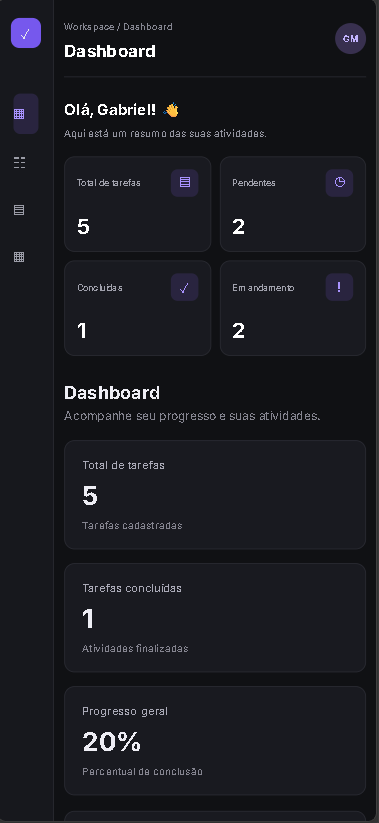 Workspace / Dashboard
Dashboard
GM
Olá, Gabriel! 👋
Aqui está um resumo das suas atividades.
Total de tarefas
5
Pendentes
2
Concluídas
1
Em andamento
!
2
Dashboard
Acompanhe seu progresso e suas atividades.
Total de tarefas
5
Tarefas cadastradas
Tarefas concluídas
1
Atividades finalizadas
Progresso geral
20%
Percentual de conclusão